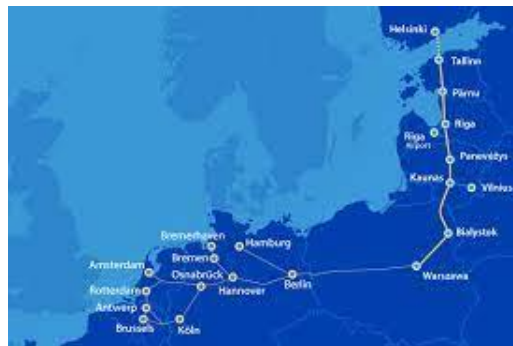 Helsinki
Tallinn
Pärnu
Riga
Rīga
Airport
Panevėžys
Kaunas
Vilnius
Bialystok
Warszawa
Bremerhaven
Hamburg
Bremen
Amsterdam
Osnabrück
Hannover
Berlin
Rotterdam
Antwerp
Brussels
Köln